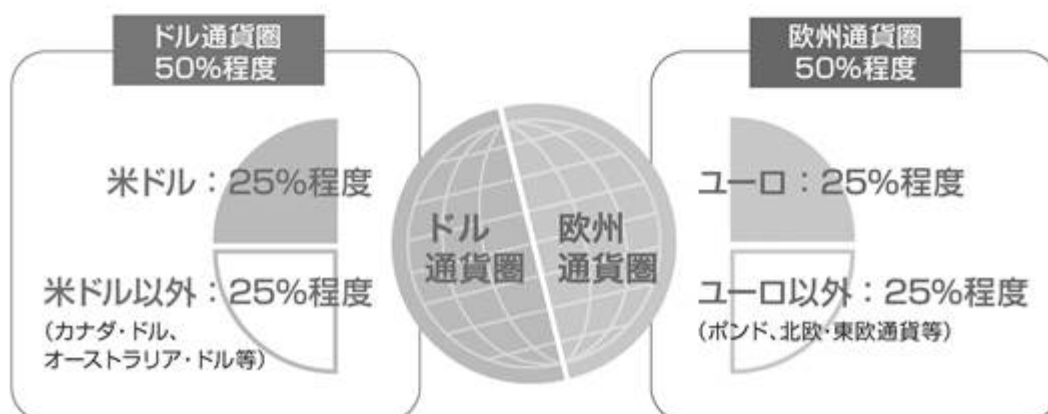 ドル通貨圏
50%程度
米ドル：25%程度
米ドル以外：25%程度
(カナダ・ドル、
オーストラリア・ドル等)
ドル
通貨圏
欧州
通貨圏
欧州通貨圏
50%程度
ユーロ：25%程度
ユーロ以外：25%程度
(ポンド、北欧・東欧通貨等)